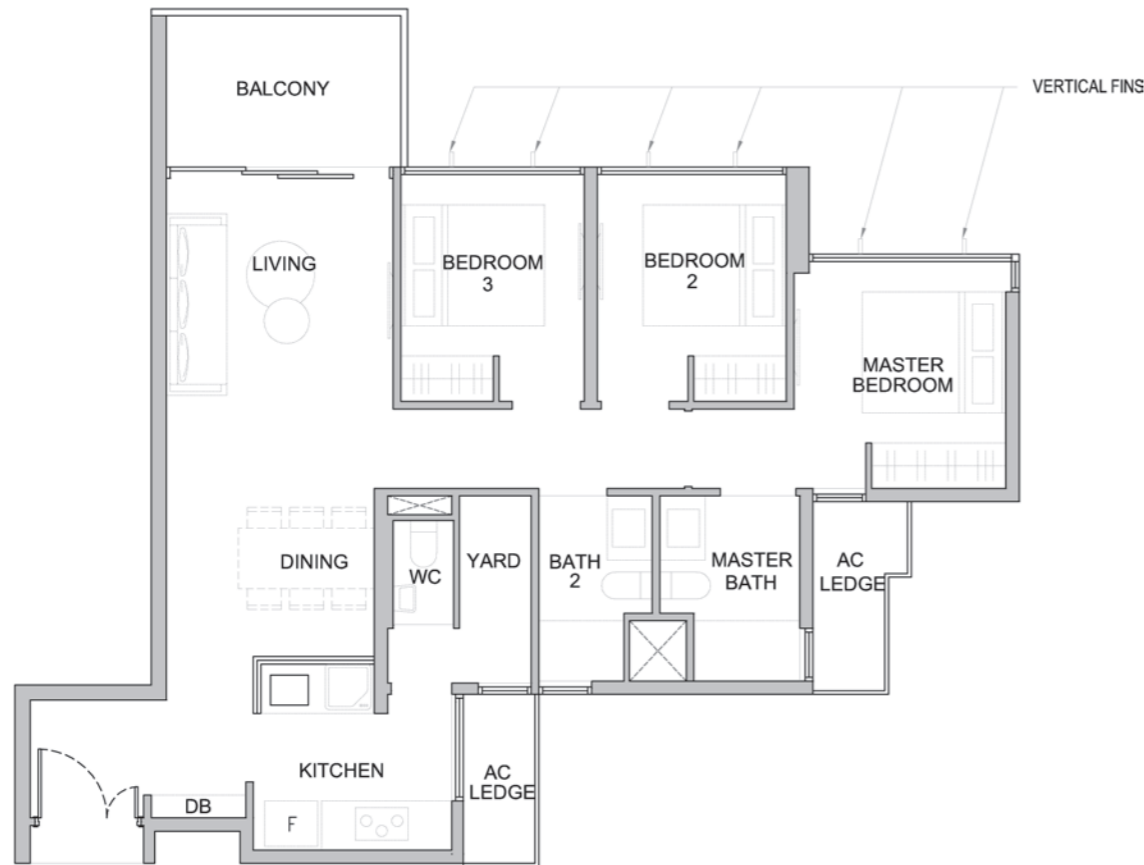 BALCONY
VERTICAL FINS
LIVING
BEDROOM
3
BEDROOM
2
MASTER
BEDROOM
DINING
WC
YARD
BATH
2
MASTER
BATH
AC
LEDGE
KITCHEN
AC
LEDGE
DB
F